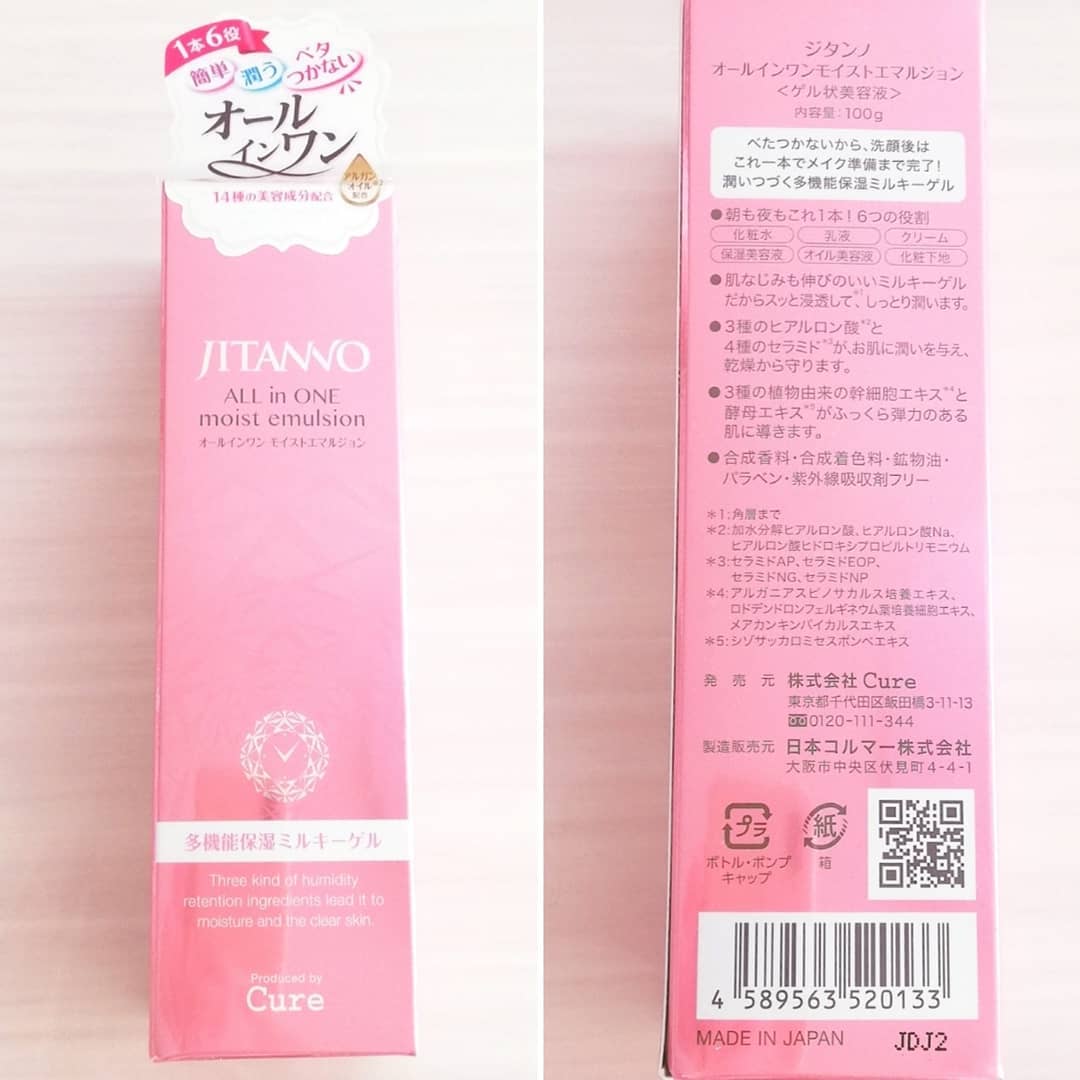 1本6役
簡単
潤う
ベタ
つかない
オール
インワン
アルガン
オイル※2
配合
14種の美容成分配合
JITANNO
ALL in ONE
moist emulsion
オールインワン モイストエマルジョン
多機能保湿ミルキーゲル
Three kind of humidity
retention ingredients lead it to
moisture and the clear skin.
Produced by
Cure
ジタンノ
オールインワンモイストエマルジョン
<ゲル状美容液>
内容量:100g
べたつかないから、洗顔後は
これ一本でメイク準備まで完了!
潤いつづく多機能保湿ミルキーゲル
●朝も夜もこれ1本!6つの役割
化粧水 乳液 クリーム
保湿美容液 オイル美容液 化粧下地
●肌なじみも伸びのいいミルキーゲル
だからスッと浸透して*1、しっとり潤います。
●3種のヒアルロン酸*2と
4種のセラミド*3が、お肌に潤いを与え、
乾燥から守ります。
●3種の植物由来の幹細胞エキス*4と
酵母エキス*5がふっくら弾力のある
肌に導きます。
●合成香料・合成着色料・鉱物油・
パラベン・紫外線吸収剤フリー
*1:角層まで
*2:加水分解ヒアルロン酸、ヒアルロン酸Na、
ヒアルロン酸ヒドロキシプロピルトリモニウム
*3:セラミドAP、セラミドEOP、
セラミドNG、セラミドNP
*4:アルガニアスピノサカルス培養エキス、
ロドデンドロンフェルギネウム葉培養細胞エキス、
メアカンキンバイカルスエキス
*5:シゾサッカロミセスポンベエキス
発売元 株式会社Cure
東京都千代田区飯田橋3-11-13
0120-111-344
製造販売元 日本コルマー株式会社
大阪市中央区伏見町4-4-1
プラ
紙
ボトル・ポンプ
キャップ
箱
4 589563 520133
MADE IN JAPAN JDJ2